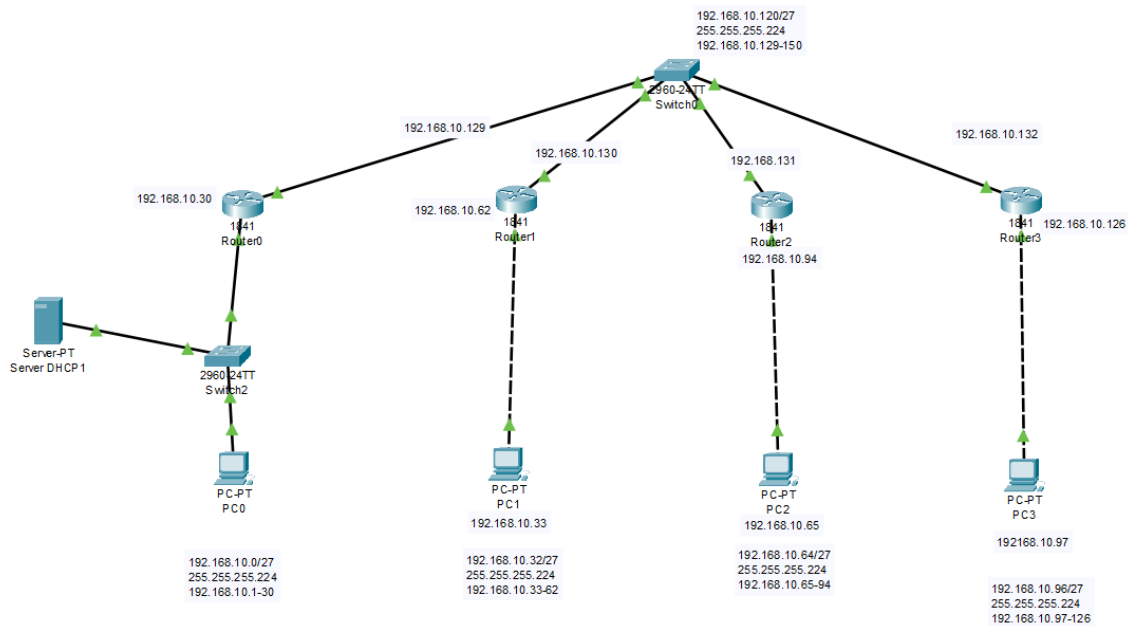 192.168.10.120/27
255.255.255.224
192.168.10.129-150
2960-24TT
Switch0
192.168.10.129
192.168.10.130
192.168.131
192.168.10.132
192.168.10.30
1841
Router0
192.168.10.62
1841
Router1
1841
Router2
192.168.10.94
1841
Router3
192.168.10.126
Server-PT
Server DHCP1
2960-24TT
Switch2
PC-PT
PC0
PC-PT
PC1
PC-PT
PC2
PC-PT
PC3
192.168.10.33
192.168.10.65
192168.10.97
192.168.10.0/27
255.255.255.224
192.168.10.1-30
192.168.10.32/27
255.255.255.224
192.168.10.33-62
192.168.10.64/27
255.255.255.224
192.168.10.65-94
192.168.10.96/27
255.255.255.224
192.168.10.97-126